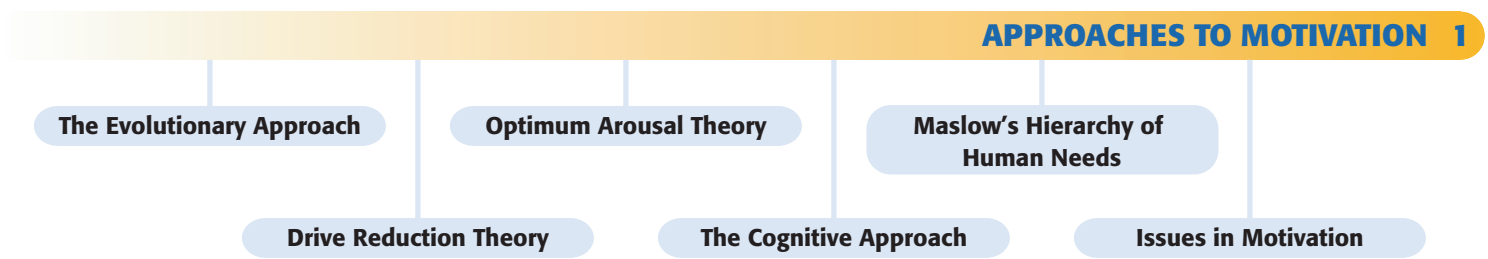 APPROACHES TO MOTIVATION 1
The Evolutionary Approach
Drive Reduction Theory
Optimum Arousal Theory
The Cognitive Approach
Maslow’s Hierarchy of
Human Needs
Issues in Motivation